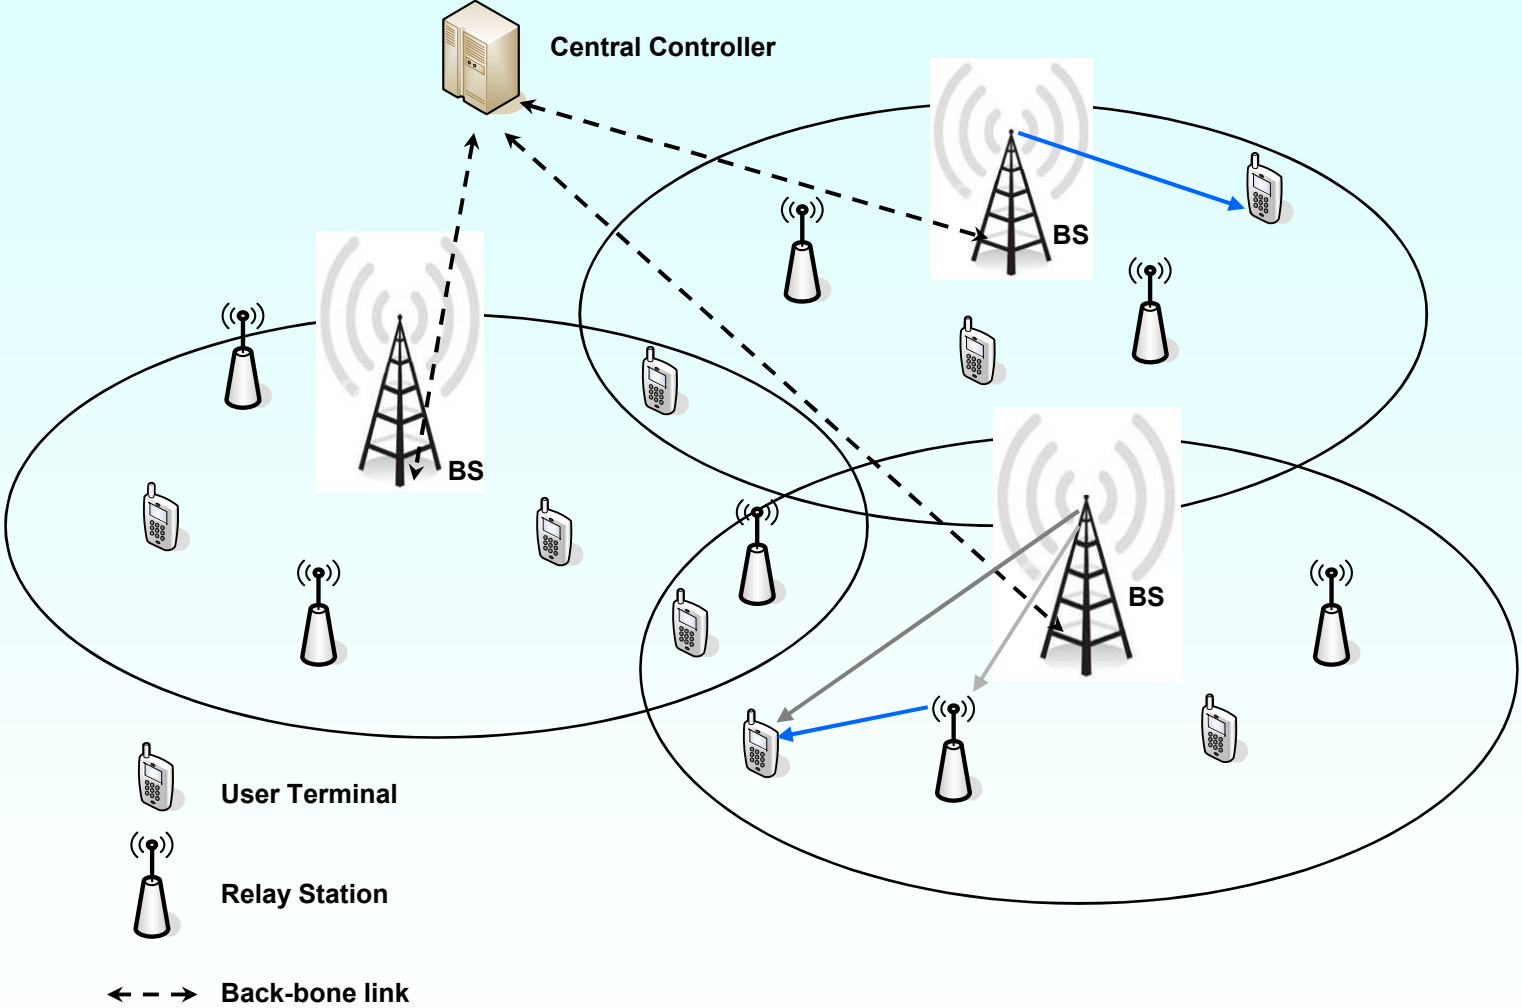 Central Controller
BS
BS
BS
User Terminal
Relay Station
Back-bone link